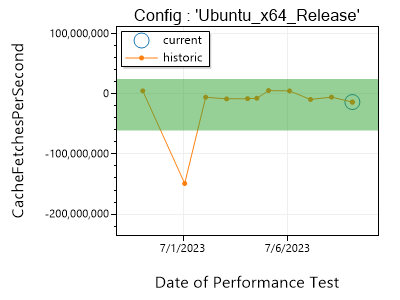 Config : 'Ubuntu_x64_Release'
current
historic
CacheFetchesPerSecond
100,000,000
0
-100,000,000
-200,000,000
7/1/2023
7/6/2023
Date of Performance Test